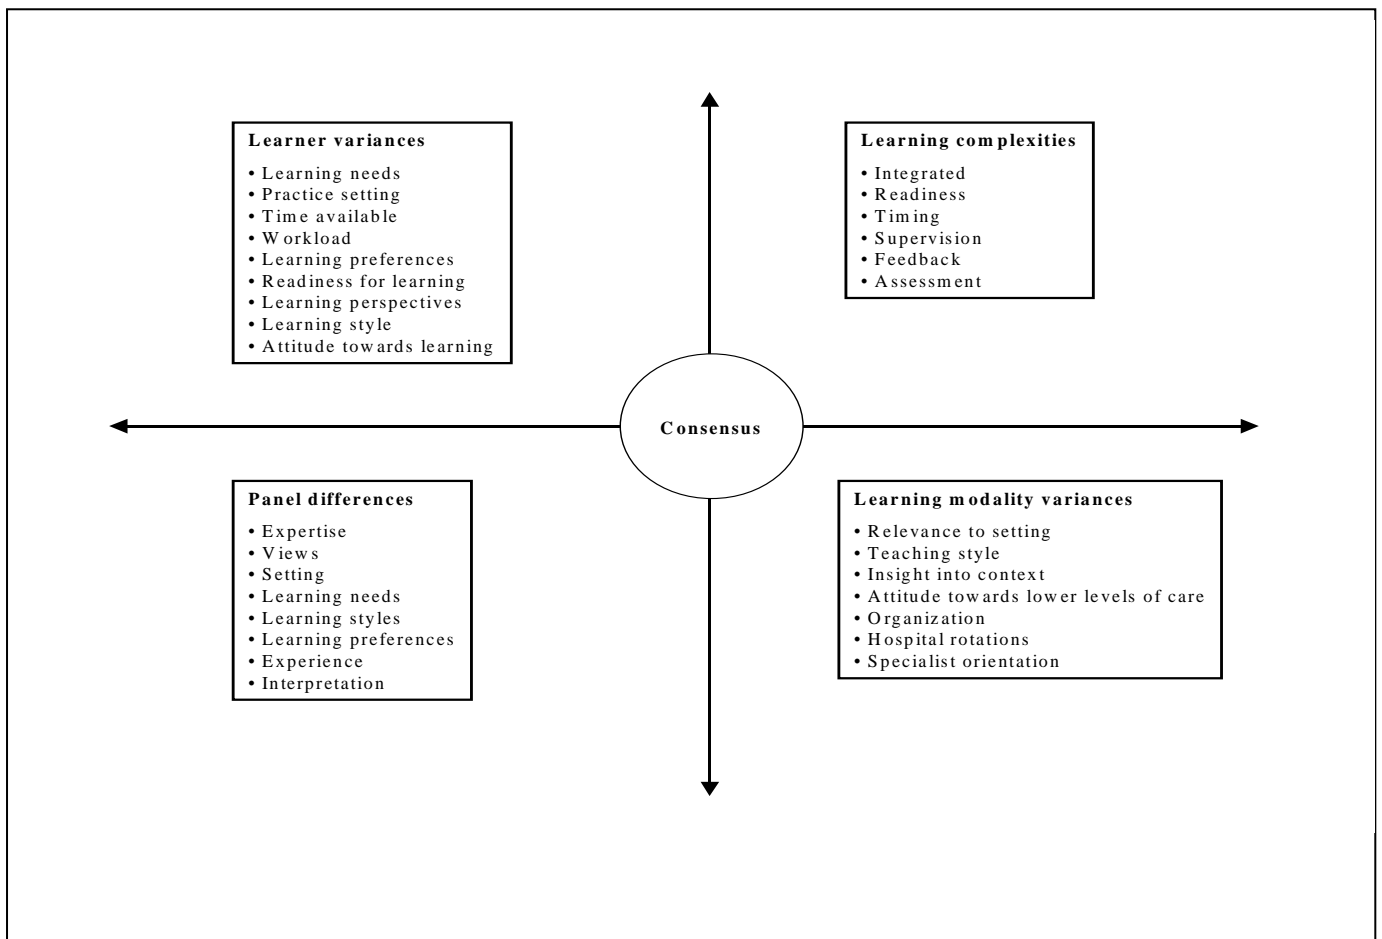 Learner variances
• Learning needs
• Practice setting
• Time available
• Workload
• Learning preferences
• Readiness for learning
• Learning perspectives
• Learning style
• Attitude towards learning
Learning complexities
• Integrated
• Readiness
• Timing
• Supervision
• Feedback
• Assessment
Consensus
Panel differences
• Expertise
• Views
• Setting
• Learning needs
• Learning styles
• Learning preferences
• Experience
• Interpretation
Learning modality variances
• Relevance to setting
• Teaching style
• Insight into context
• Attitude towards lower levels of care
• Organization
• Hospital rotations
• Specialist orientation